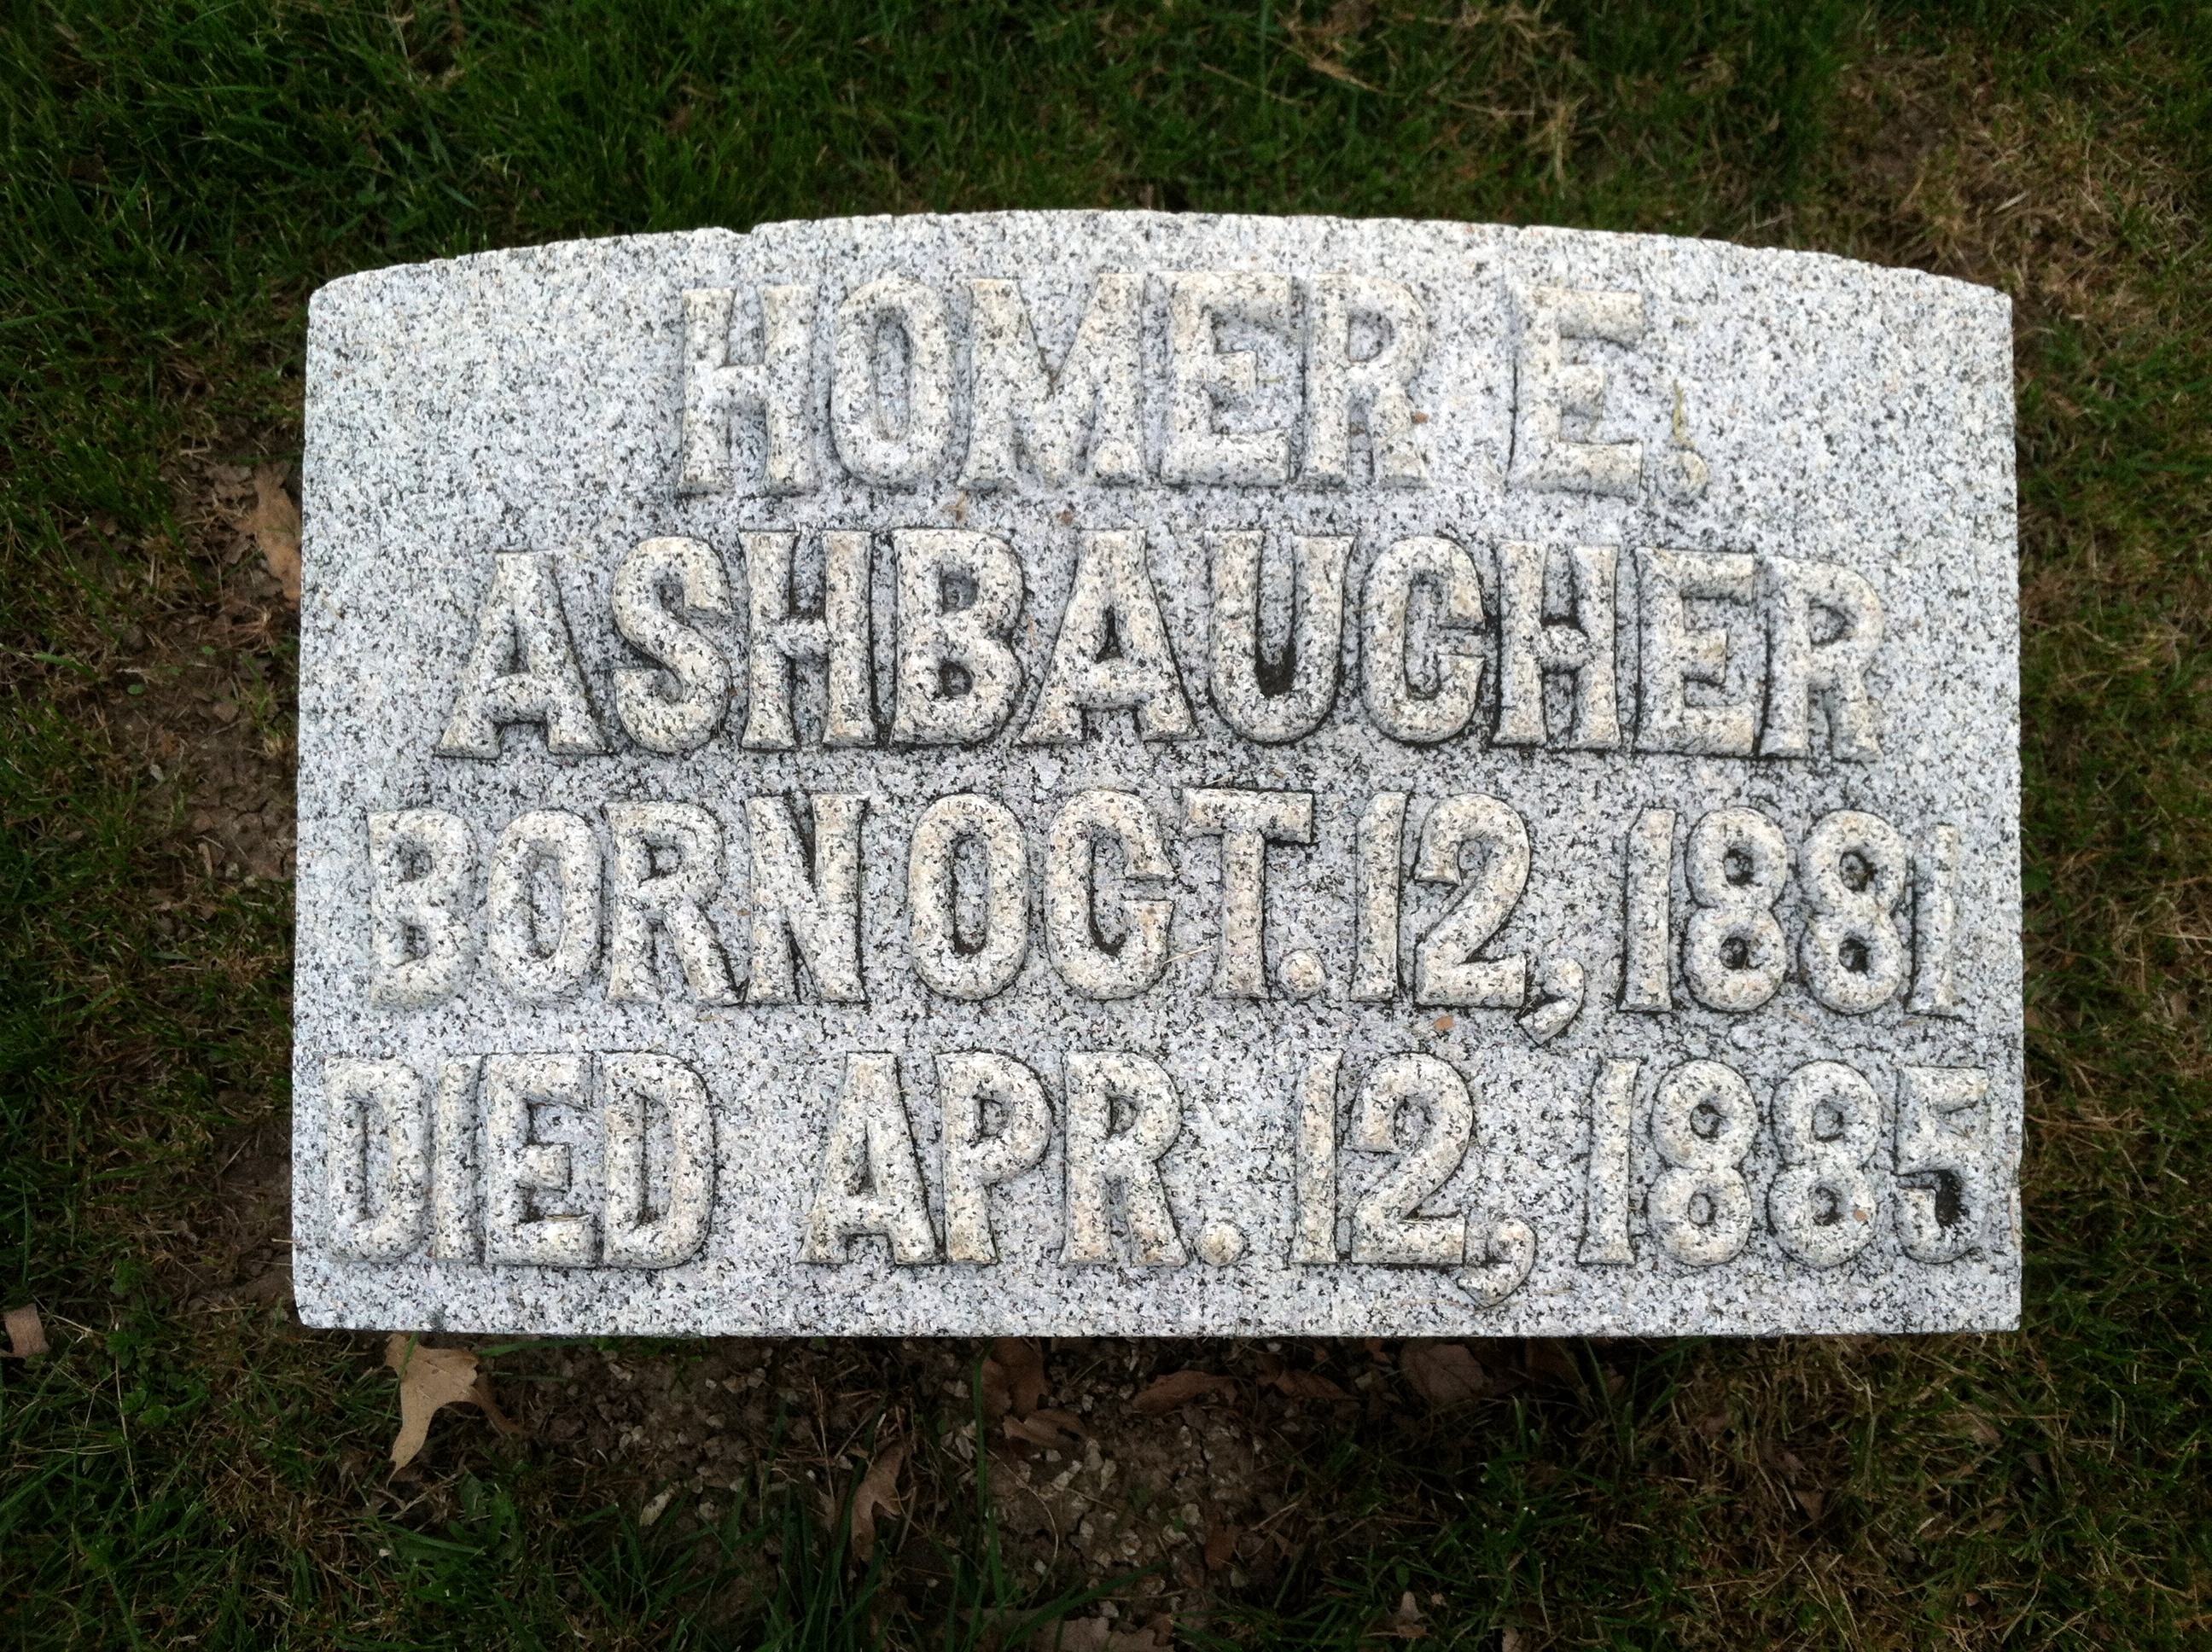 HOMER E.
ASHBAUCHER
BORN OCT. 12, 1881
DIED APR. 12, 1885